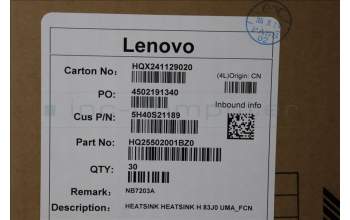 Lenovo
Carton No: HQX241129020
(4L)Origin: CN
PO: 4502191340
Inbound info
Cus P/N: 5H40S21189
Part No: HQ25502001BZ0
QTY: 30
Remark: NB7203A
Description: HEATSINK HEATSINK H 83J0 UMA_FCN